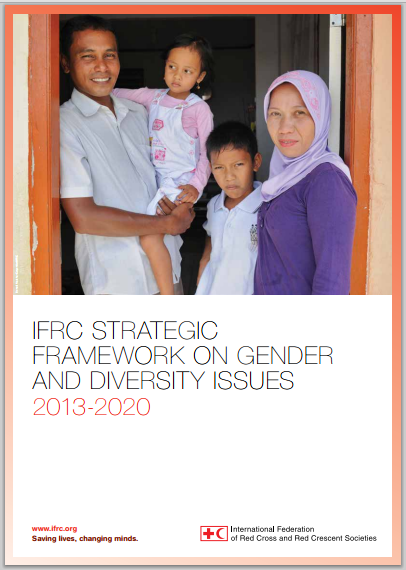 IFRC STRATEGIC
FRAMEWORK ON GENDER
AND DIVERSITY ISSUES
2013-2020
www.ifrc.org
Saving lives, changing minds.
International Federation
of Red Cross and Red Crescent Societies